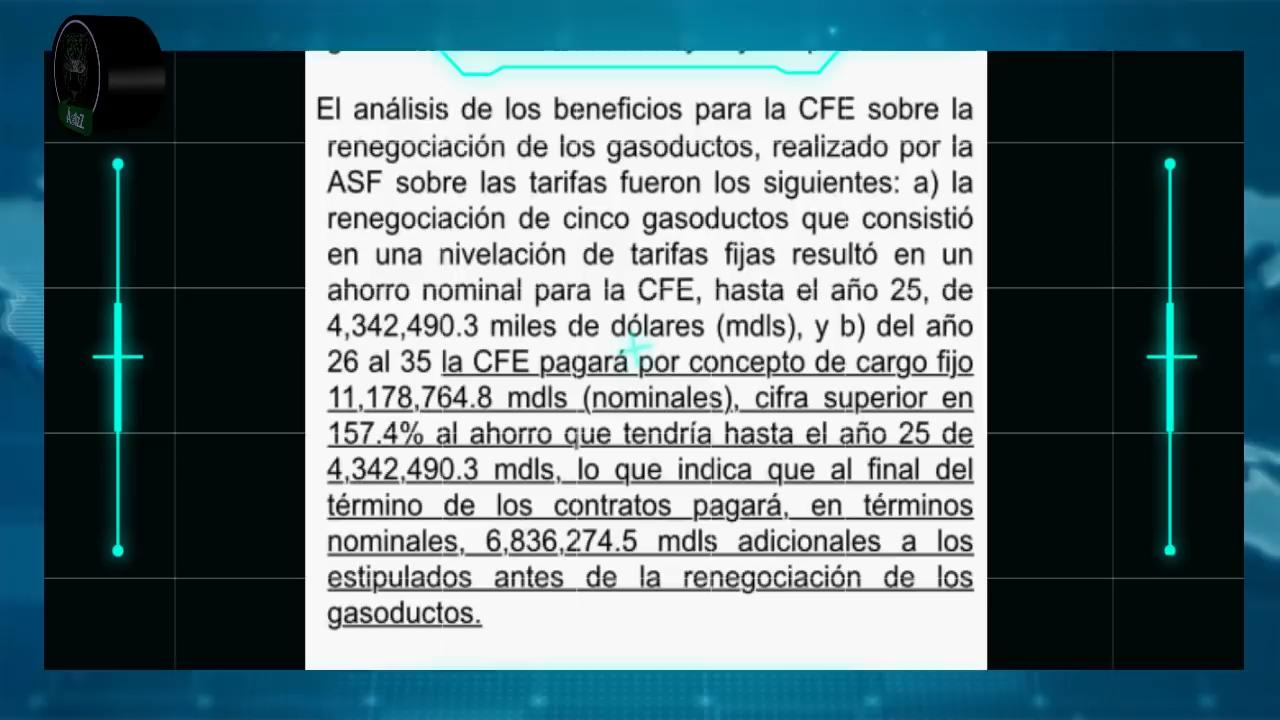 El análisis de los beneficios para la CFE sobre la
renegociación de los gasoductos, realizado por la
ASF sobre las tarifas fueron los siguientes: a) la
renegociación de cinco gasoductos que consistió
en una nivelación de tarifas fijas resultó en un
ahorro nominal para la CFE, hasta el año 25, de
4,342,490.3 miles de dólares (mdls), y b) del año
26 al 35 la CFE pagará por concepto de cargo fijo
11,178,764.8 mdls (nominales), cifra superior en
157.4% al ahorro que tendría hasta el año 25 de
4,342,490.3 mdls, lo que indica que al final del
término de los contratos pagará, en términos
nominales, 6,836,274.5 mdls adicionales a los
estipulados antes de la renegociación de los
gasoductos.